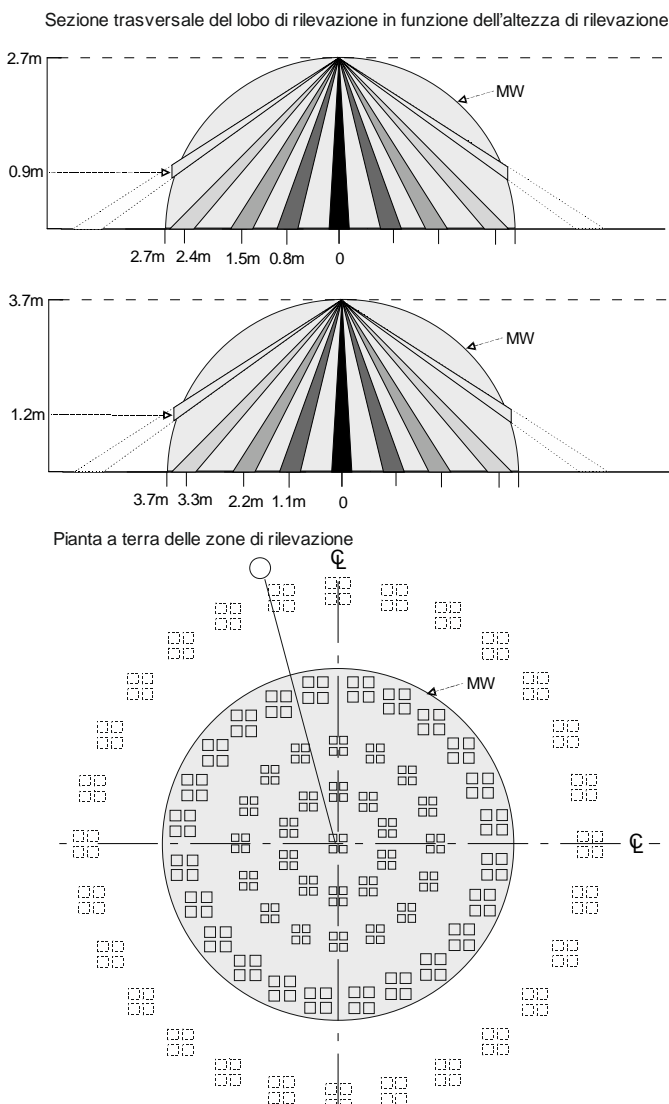 Sezione trasversale del lobo di rilevazione in funzione dell'altezza di rilevazione
2.7m
MW
0.9m
2.7m 2.4m 1.5m 0.8m 0
3.7m
MW
1.2m
3.7m 3.3m 2.2m 1.1m 0
Pianta a terra delle zone di rilevazione
℄
MW
℄